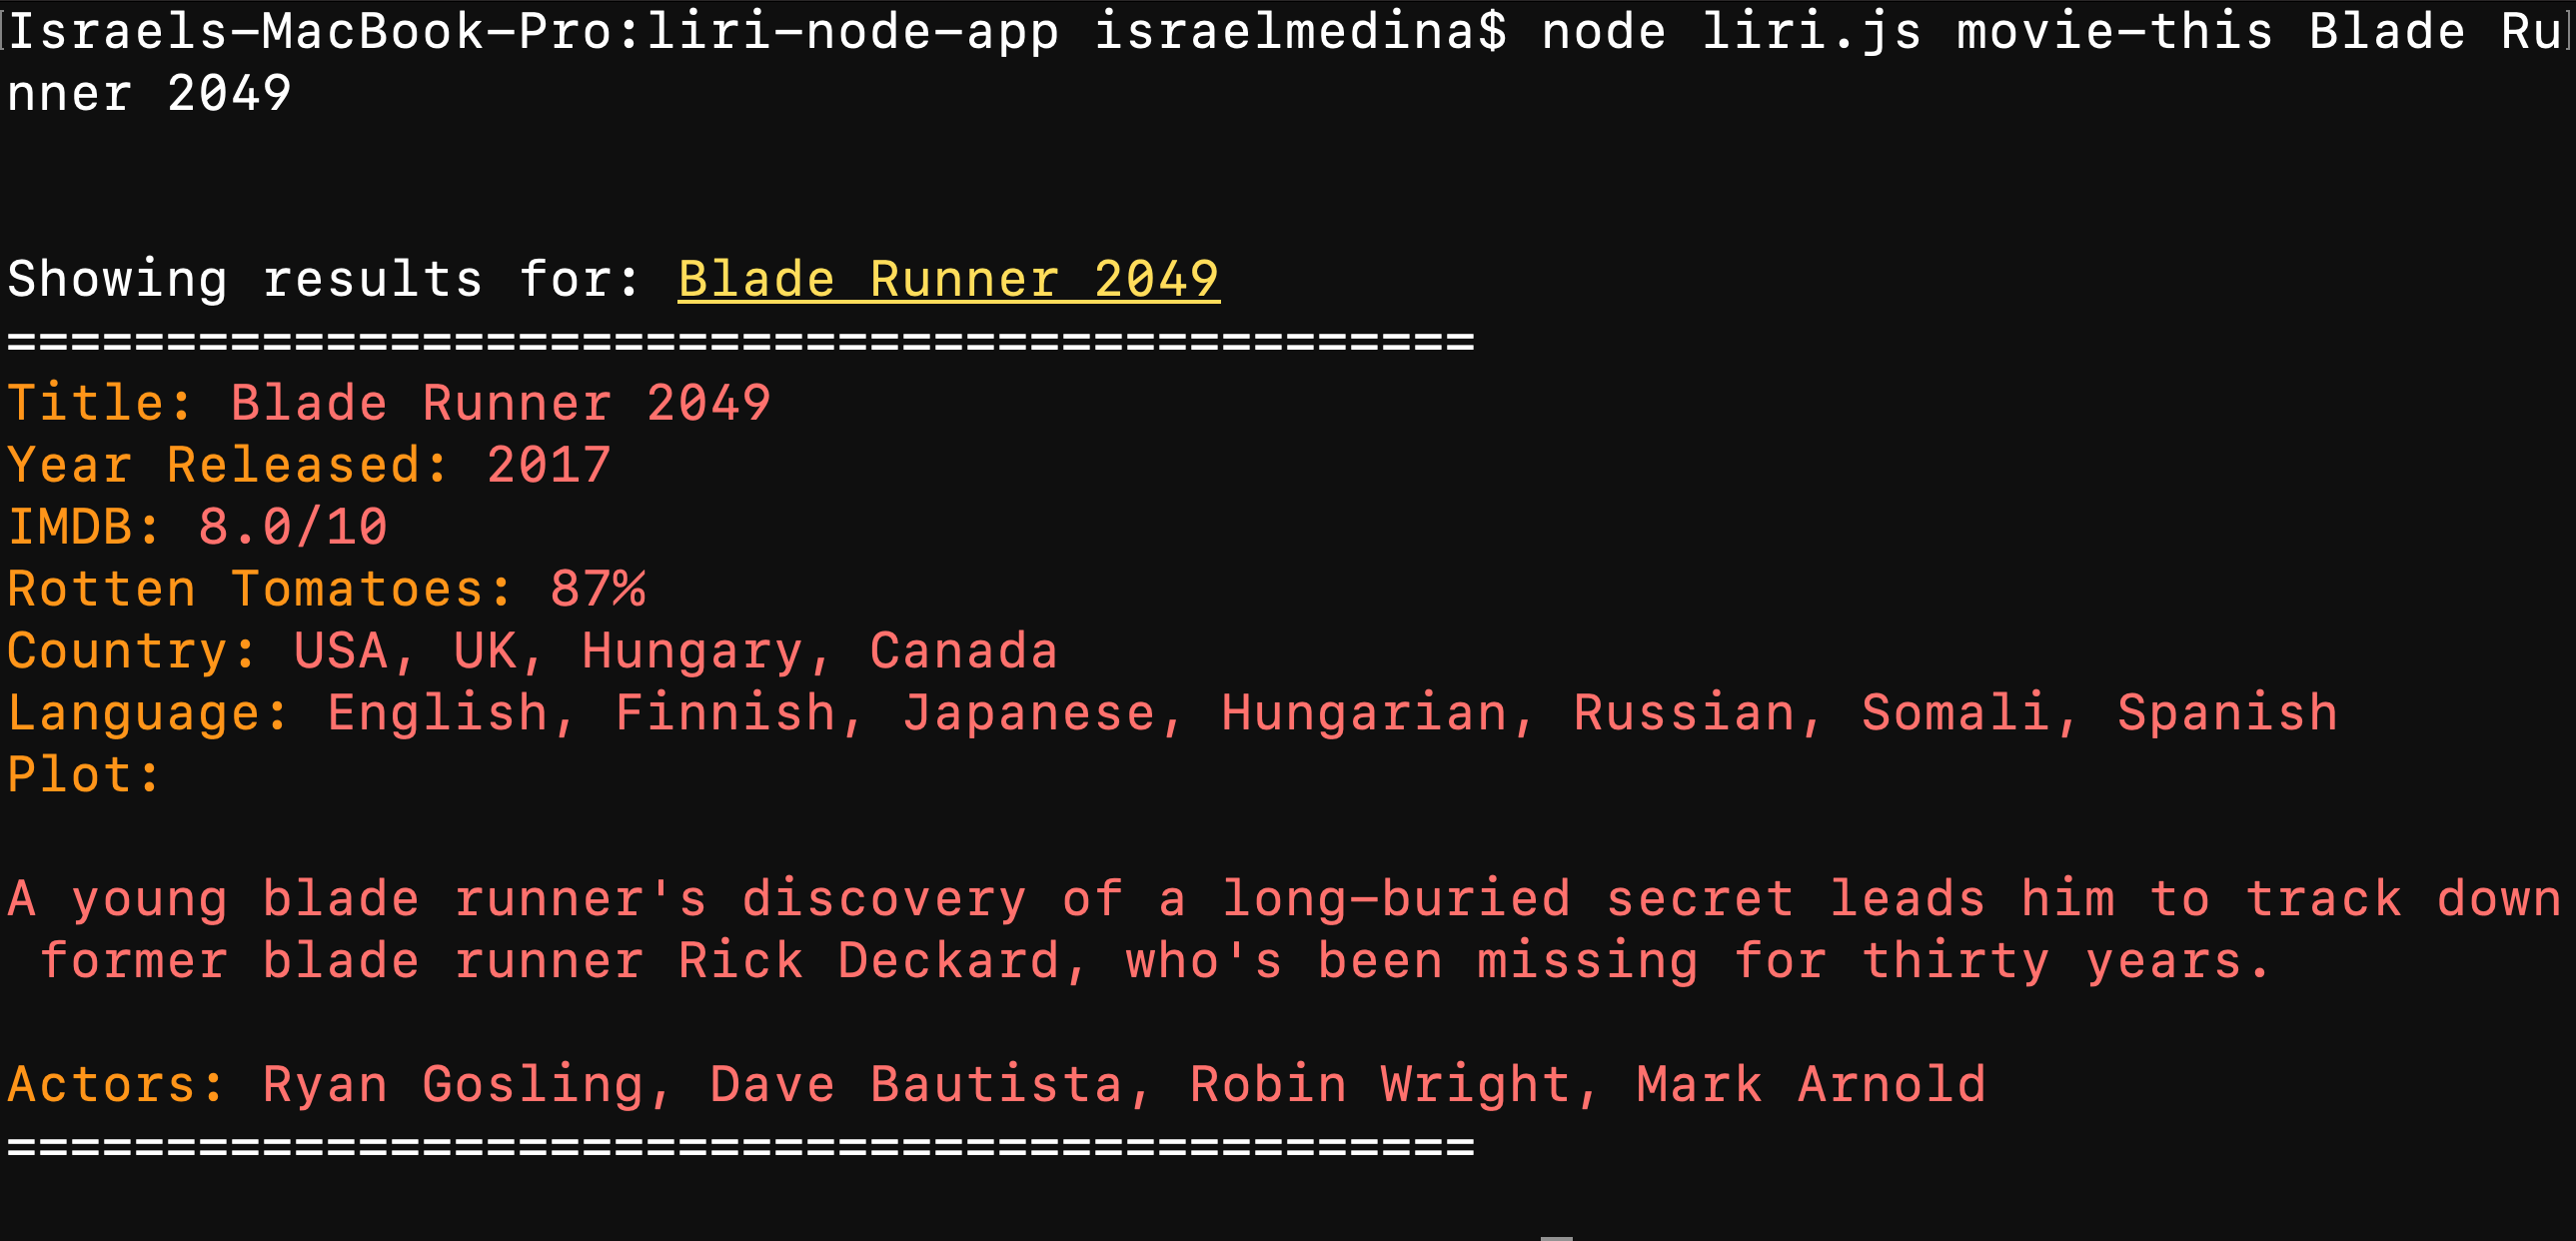 Israels-MacBook-Pro:liri-node-app israelmedina$ node liri.js movie-this Blade Ru
nner 2049
Showing results for: Blade Runner 2049
==============================================
Title: Blade Runner 2049
Year Released: 2017
IMDB: 8.0/10
Rotten Tomatoes: 87%
Country: USA, UK, Hungary, Canada
Language: English, Finnish, Japanese, Hungarian, Russian, Somali, Spanish
Plot:
A young blade runner's discovery of a long-buried secret leads him to track down
 former blade runner Rick Deckard, who's been missing for thirty years.
Actors: Ryan Gosling, Dave Bautista, Robin Wright, Mark Arnold
==============================================